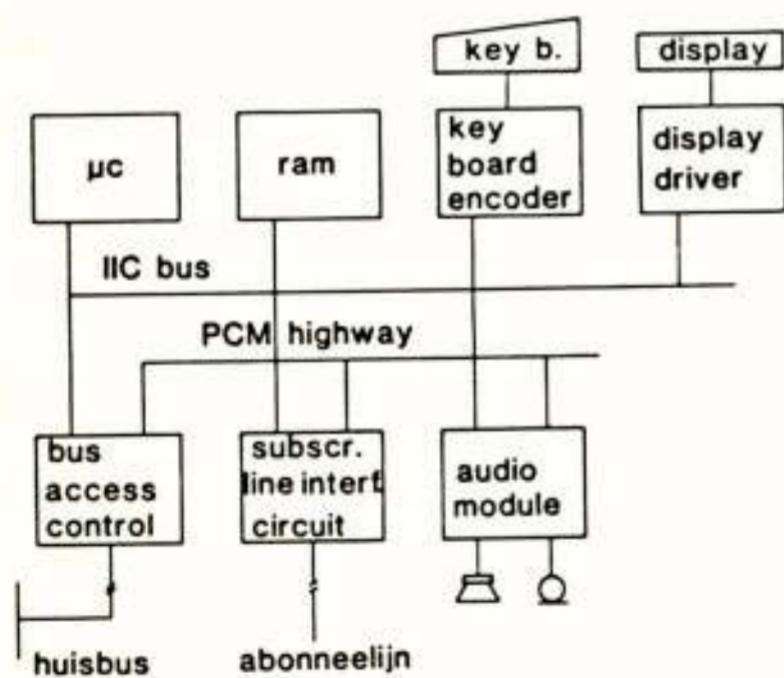 key b.
display
µc
ram
key
board
encoder
display
driver
IIC bus
PCM highway
bus
access
control
subscr.
line interf.
circuit
audio
module
huisbus
abonneelijn